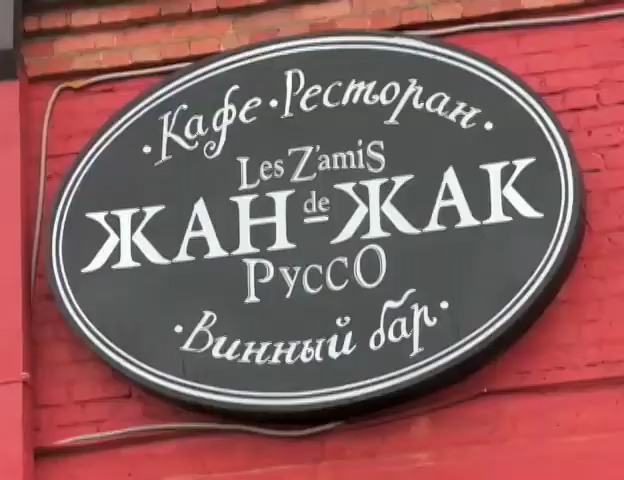 ·Кафе·Ресторан·
Les Z'amiS
ЖАН de ЖАК
РуссО
·Винный бар·